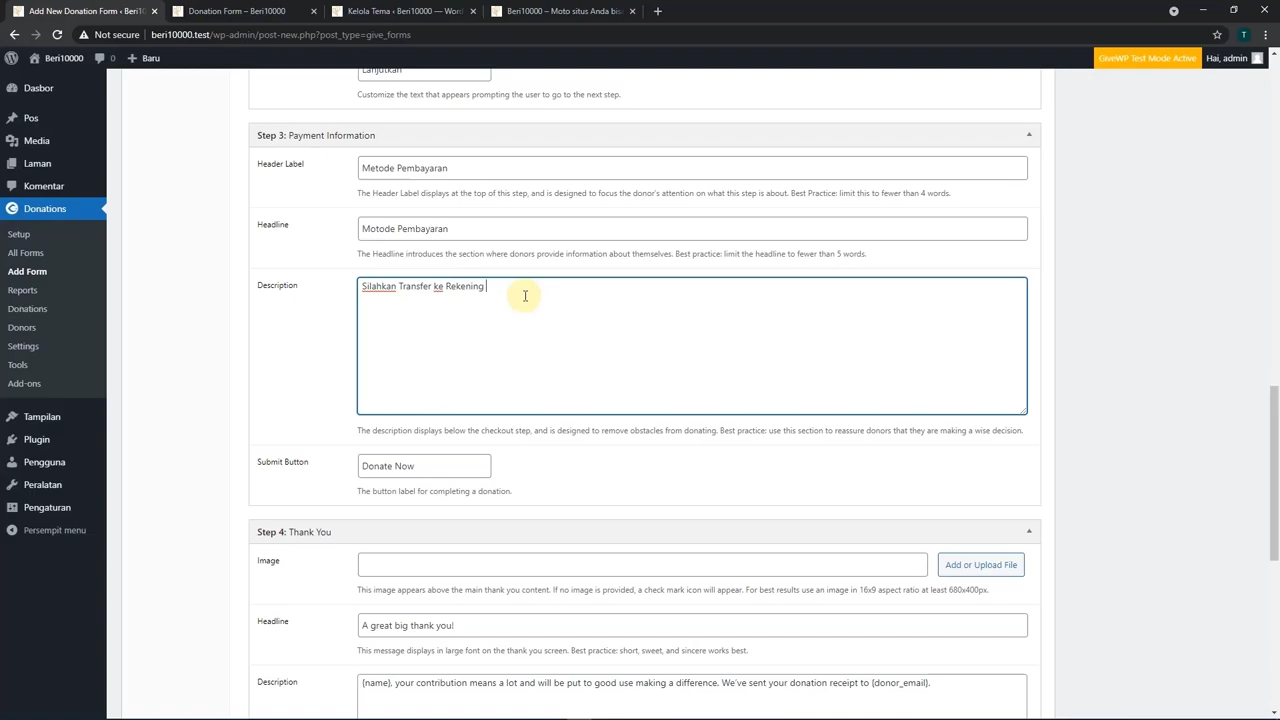 Add New Donation Form ‹ Beri10
Donation Form – Beri10000
Kelola Tema ‹ Beri10000 — Word
Beri10000 – Moto situs Anda bis
Not secure
beri10000.test/wp-admin/post-new.php?post_type=give_forms
T
Beri10000
0
Baru
GiveWP Test Mode Active
Hai, admin
Dasbor
Pos
Media
Laman
Komentar
Donations
Setup
All Forms
Add Form
Reports
Donations
Donors
Settings
Tools
Add-ons
Tampilan
Plugin
Pengguna
Peralatan
Pengaturan
Persempit menu
Lanjutkan
Customize the text that appears prompting the user to go to the next step.
Step 3: Payment Information
Header Label
Metode Pembayaran
The Header Label displays at the top of this step, and is designed to focus the donor's attention on what this step is about. Best Practice: limit this to fewer than 4 words.
Headline
Motode Pembayaran
The Headline introduces the section where donors provide information about themselves. Best practice: limit the headline to fewer than 5 words.
Description
Silahkan Transfer ke Rekening
The description displays below the checkout step, and is designed to remove obstacles from donating. Best practice: use this section to reassure donors that they are making a wise decision.
Submit Button
Donate Now
The button label for completing a donation.
Step 4: Thank You
Image
Add or Upload File
This image appears above the main thank you content. If no image is provided, a check mark icon will appear. For best results use an image in 16x9 aspect ratio at least 680x400px.
Headline
A great big thank you!
This message displays in large font on the thank you screen. Best practice: short, sweet, and sincere works best.
Description
{name}, your contribution means a lot and will be put to good use making a difference. We've sent your donation receipt to {donor_email}.